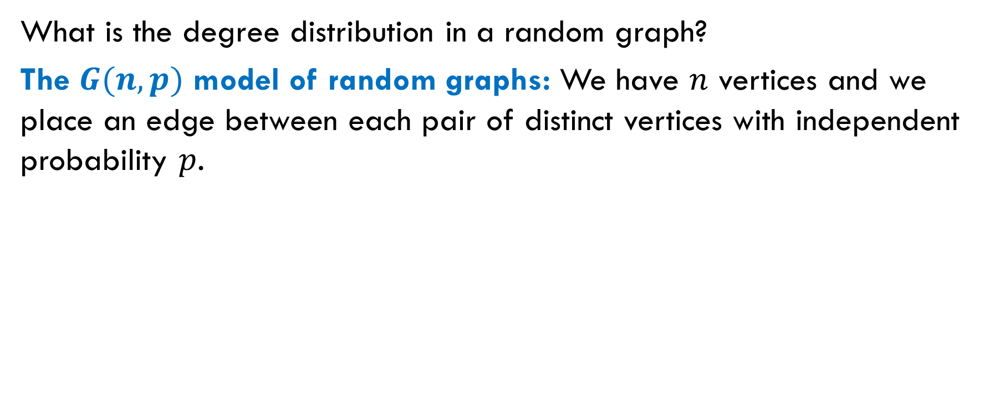 What is the degree distribution in a random graph?
The G(n, p) model of random graphs: We have n vertices and we
place an edge between each pair of distinct vertices with independent
probability p.